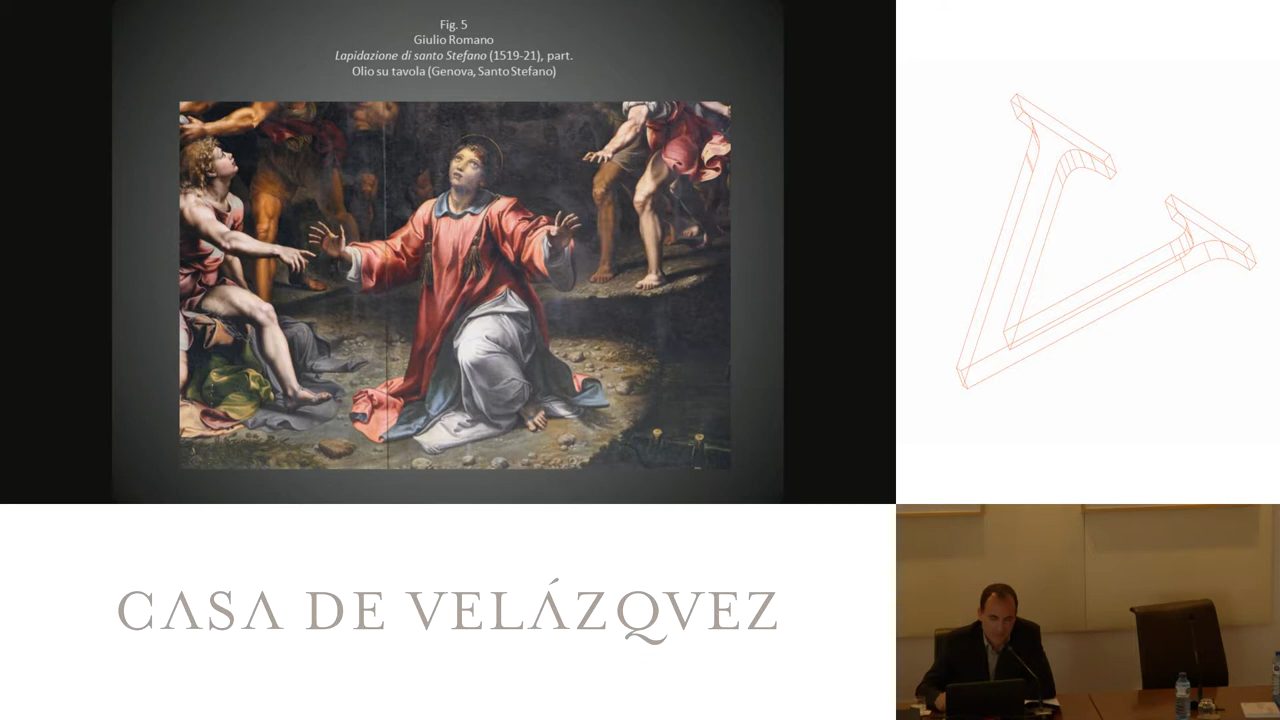 Fig. 5
Giulio Romano
Lapidazione di santo Stefano (1519-21), part.
Olio su tavola (Genova, Santo Stefano)
CΛSΛ DE VELÁZQVEZ